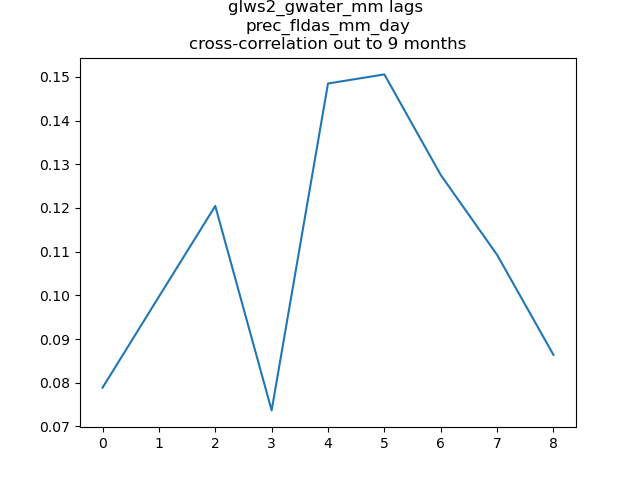 glws2_gwater_mm lags
prec_fldas_mm_day
cross-correlation out to 9 months
0.15
0.14
0.13
0.12
0.11
0.10
0.09
0.08
0.07
0 1 2 3 4 5 6 7 8